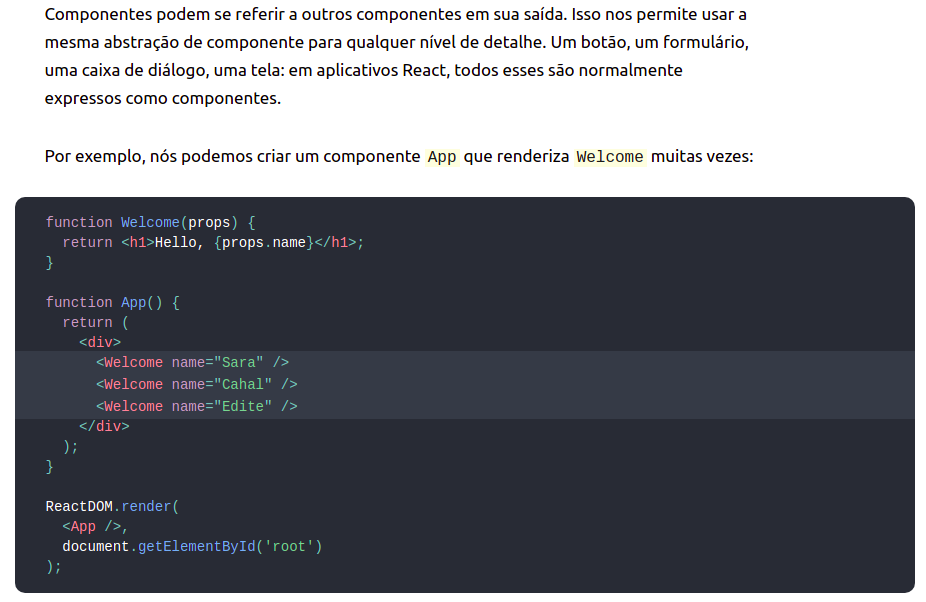 Componentes podem se referir a outros componentes em sua saída. Isso nos permite usar a
mesma abstração de componente para qualquer nível de detalhe. Um botão, um formulário,
uma caixa de diálogo, uma tela: em aplicativos React, todos esses são normalmente
expressos como componentes.
Por exemplo, nós podemos criar um componente App que renderiza Welcome muitas vezes:
function Welcome(props) {
  return <h1>Hello, {props.name}</h1>;
}
function App() {
  return (
    <div>
      <Welcome name="Sara" />
      <Welcome name="Cahal" />
      <Welcome name="Edite" />
    </div>
  );
}
ReactDOM.render(
  <App />,
  document.getElementById('root')
);